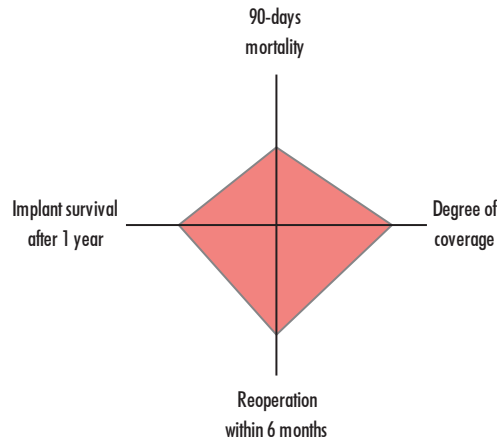 90-days
mortality
Implant survival
after 1 year
Degree of
coverage
Reoperation
within 6 months